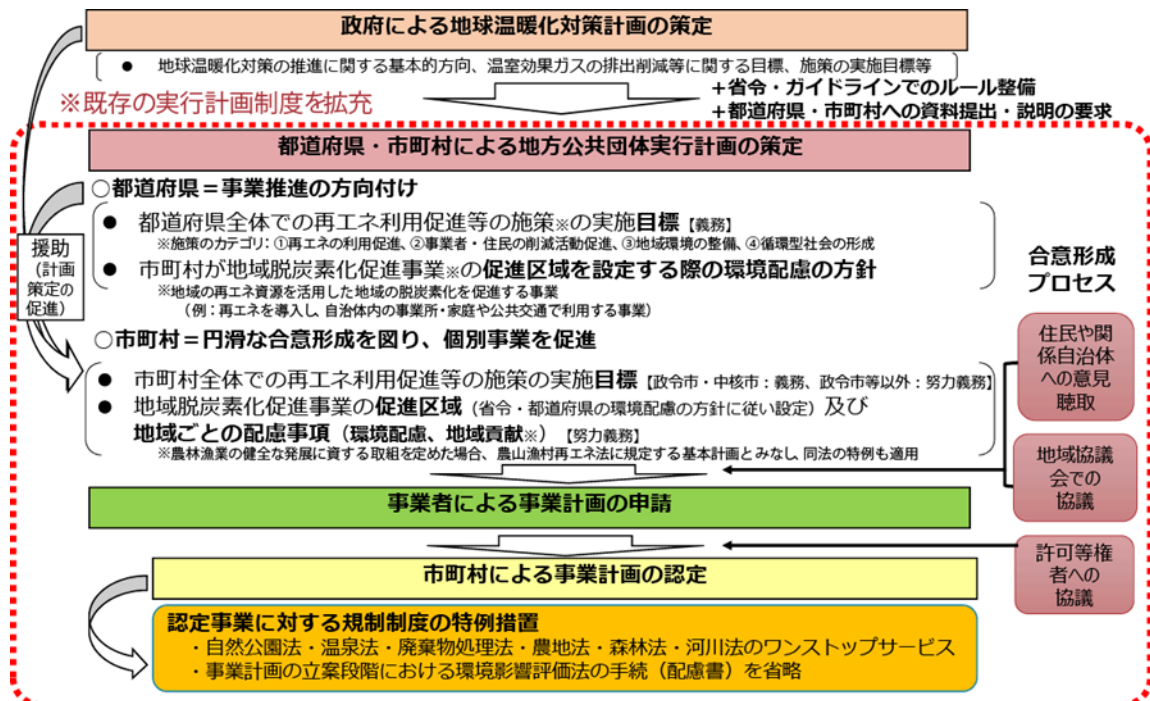 政府による地球温暖化対策計画の策定
● 地球温暖化対策の推進に関する基本的方向、温室効果ガスの排出削減等に関する目標、施策の実施目標等
※既存の実行計画制度を拡充
＋省令・ガイドラインでのルール整備
＋都道府県・市町村への資料提出・説明の要求
都道府県・市町村による地方公共団体実行計画の策定
○都道府県＝事業推進の方向付け
● 都道府県全体での再エネ利用促進等の施策※の実施目標【義務】
※施策のカテゴリ：①再エネの利用促進、②事業者・住民の削減活動促進、③地域環境の整備、④循環型社会の形成
● 市町村が地域脱炭素化促進事業※の促進区域を設定する際の環境配慮の方針
※地域の再エネ資源を活用した地域の脱炭素化を促進する事業
（例：再エネを導入し、自治体内の事業所・家庭や公共交通で利用する事業）
援助
（計画
策定の
促進）
○市町村＝円滑な合意形成を図り、個別事業を促進
● 市町村全体での再エネ利用促進等の施策の実施目標【政令市・中核市：義務、政令市等以外：努力義務】
● 地域脱炭素化促進事業の促進区域（省令・都道府県の環境配慮の方針に従い設定）及び
地域ごとの配慮事項（環境配慮、地域貢献※）【努力義務】
※農林漁業の健全な発展に資する取組を定めた場合、農山漁村再エネ法に規定する基本計画とみなし、同法の特例も適用
合意形成
プロセス
住民や関
係自治体
への意見
聴取
地域協議
会での
協議
許可等権
者への
協議
事業者による事業計画の申請
市町村による事業計画の認定
認定事業に対する規制制度の特例措置
・自然公園法・温泉法・廃棄物処理法・農地法・森林法・河川法のワンストップサービス
・事業計画の立案段階における環境影響評価法の手続（配慮書）を省略